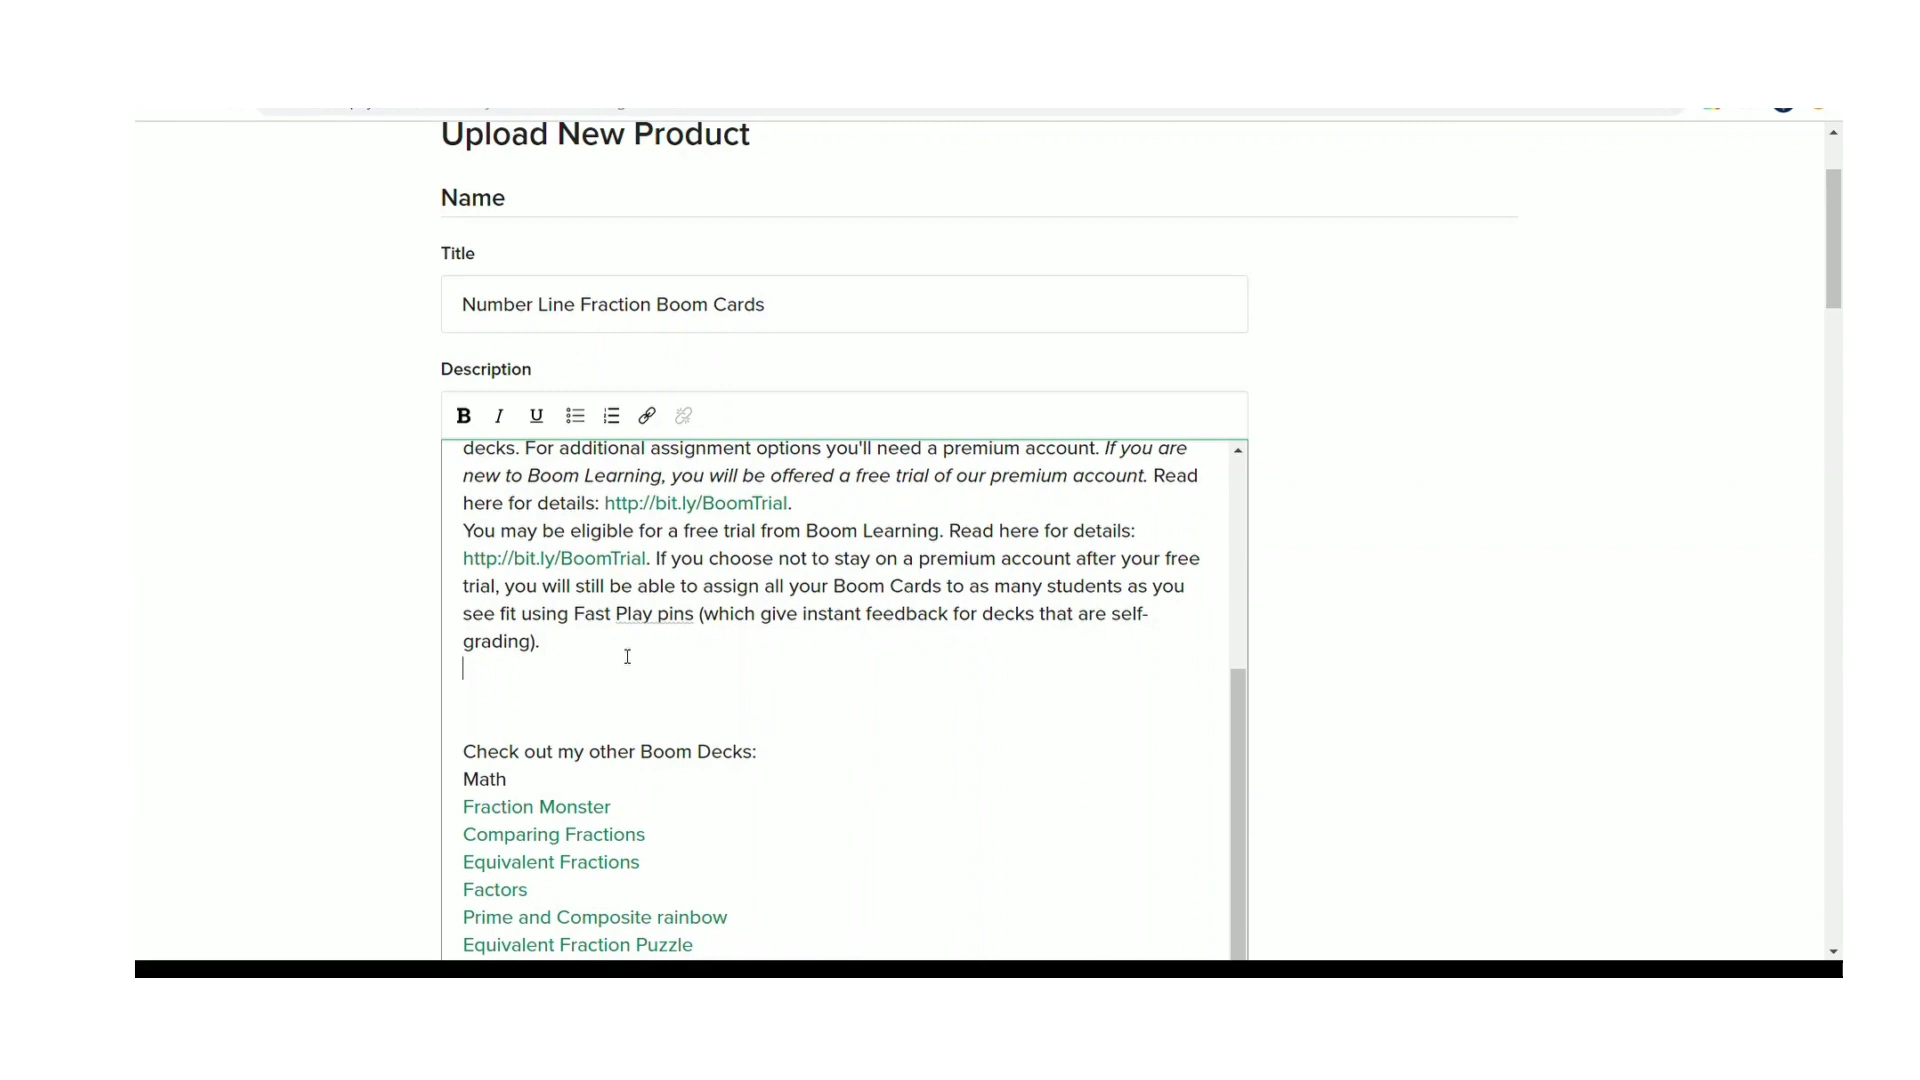 Upload New Product
Name
Title
Number Line Fraction Boom Cards
Description
B I U
decks. For additional assignment options you'll need a premium account. If you are
new to Boom Learning, you will be offered a free trial of our premium account. Read
here for details: http://bit.ly/BoomTrial.
You may be eligible for a free trial from Boom Learning. Read here for details:
http://bit.ly/BoomTrial. If you choose not to stay on a premium account after your free
trial, you will still be able to assign all your Boom Cards to as many students as you
see fit using Fast Play pins (which give instant feedback for decks that are self-
grading).
Check out my other Boom Decks:
Math
Fraction Monster
Comparing Fractions
Equivalent Fractions
Factors
Prime and Composite rainbow
Equivalent Fraction Puzzle